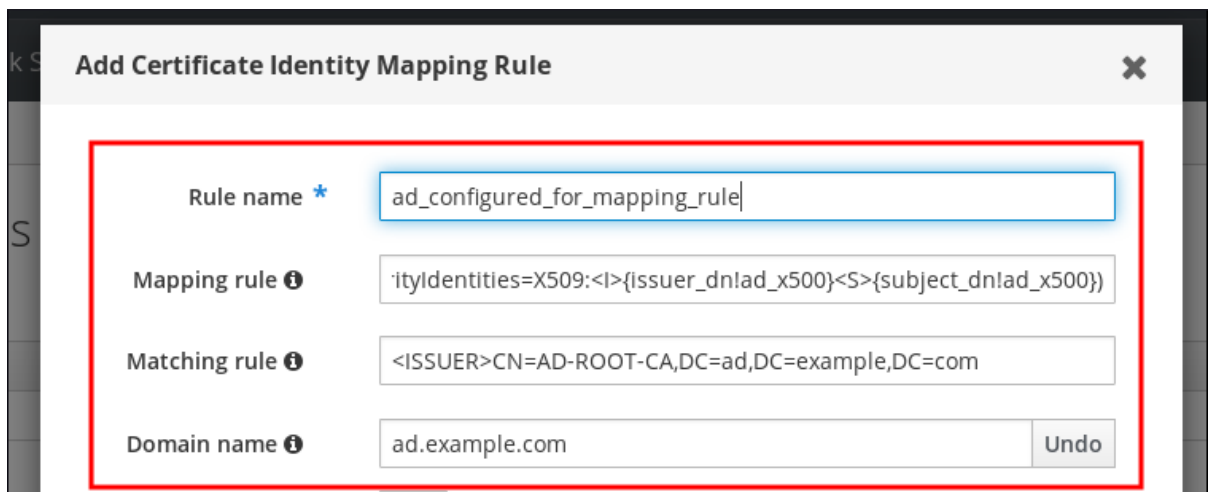 k S
Add Certificate Identity Mapping Rule
Rule name *
ad_configured_for_mapping_rule
S
Mapping rule
ityIdentities=X509:<I>{issuer_dn!ad_x500}<S>{subject_dn!ad_x500})
Matching rule
<ISSUER>CN=AD-ROOT-CA,DC=ad,DC=example,DC=com
Domain name
ad.example.com
Undo